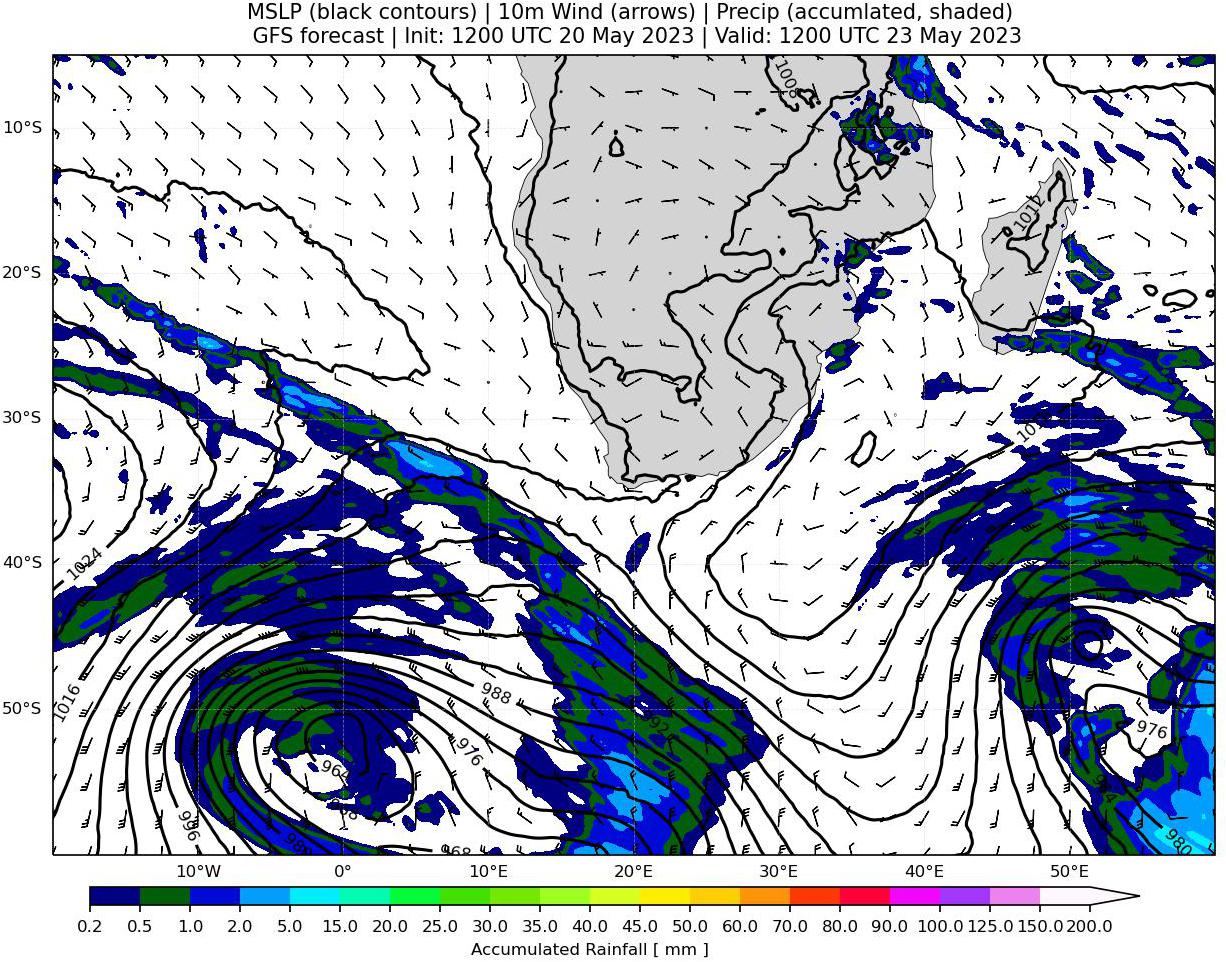 MSLP (black contours) | 10m Wind (arrows) | Precip (accumlated, shaded)
GFS forecast | Init: 1200 UTC 20 May 2023 | Valid: 1200 UTC 23 May 2023
1008
10°S
1012
20°S
30°S
1024
40°S
1016
988
50°S
976
976
964
996
980
968
984
980
10°W 0° 10°E 20°E 30°E 40°E 50°E
0.2 0.5 1.0 2.0 5.0 10.0 15.0 20.0 25.0 30.0 35.0 40.0 45.0 50.0 60.0 70.0 80.0 90.0 100.0 125.0 150.0 200.0
Accumulated Rainfall [ mm ]